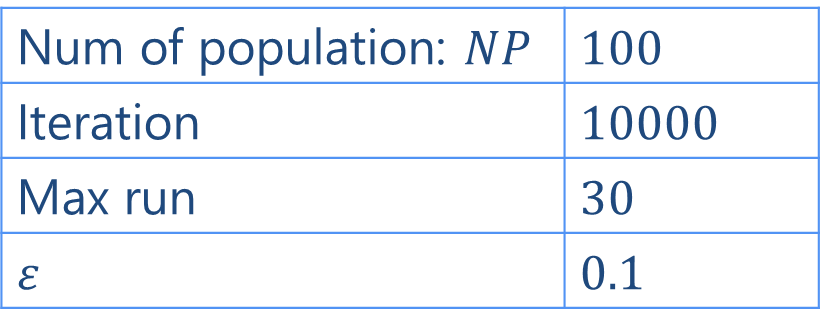 Num of population: NP 100
Iteration 10000
Max run 30
ε 0.1